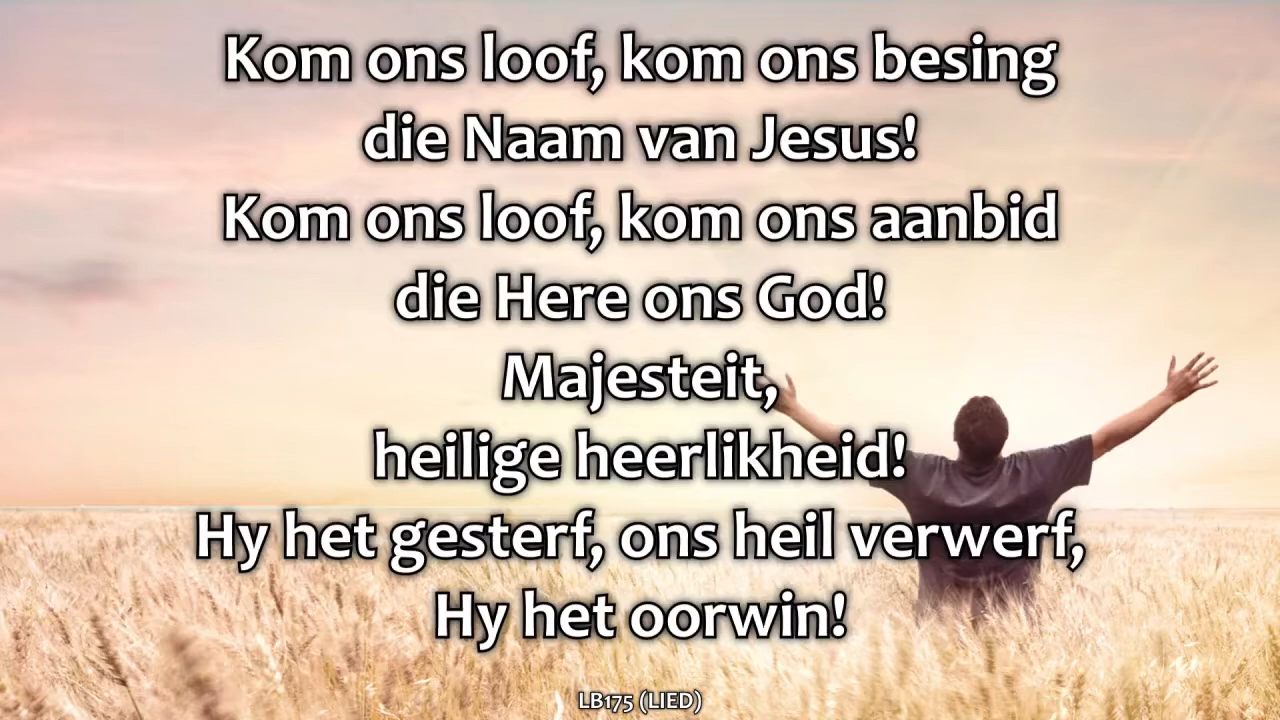 Kom ons loof, kom ons besing
die Naam van Jesus!
Kom ons loof, kom ons aanbid
die Here ons God!
Majesteit,
heilige heerlikheid!
Hy het gesterf, ons heil verwerf,
Hy het oorwin!
LB175 (LIED)